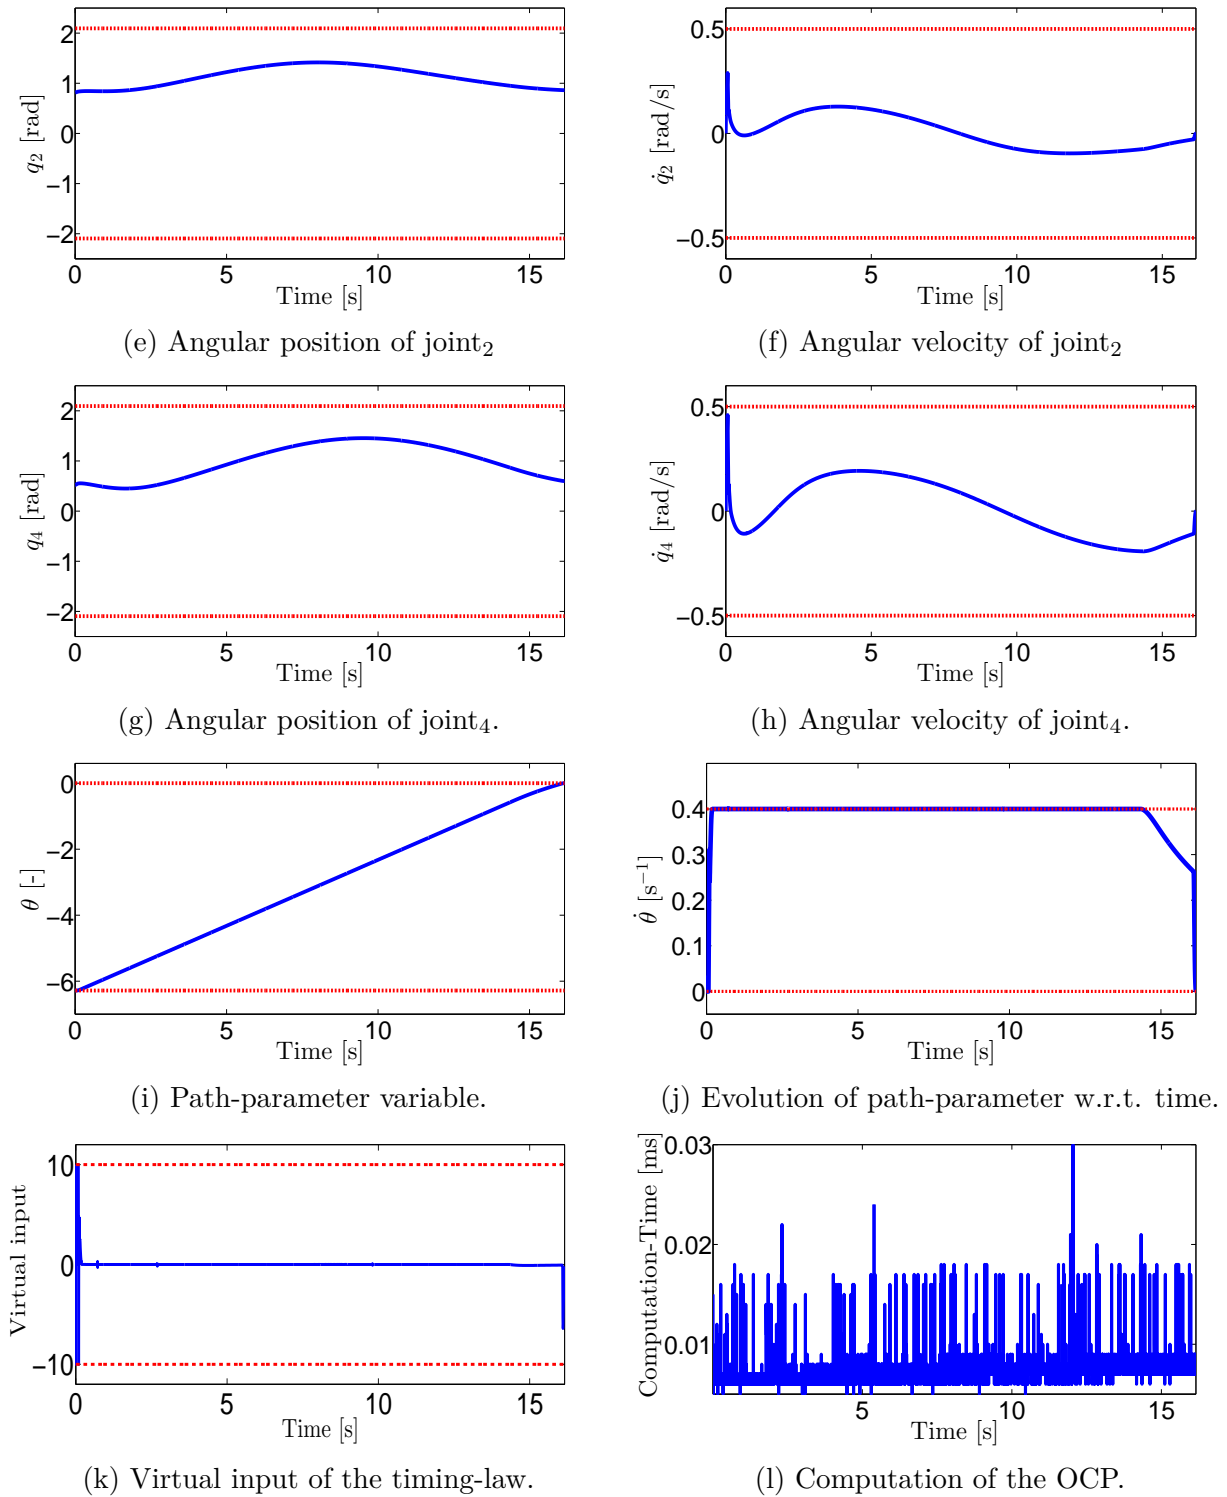 2
1
0
−1
−2
q₂ [rad]
0 5 10 15
Time [s]
(e) Angular position of joint₂
0.5
0
−0.5
q̇₂ [rad/s]
0 5 10 15
Time [s]
(f) Angular velocity of joint₂
2
1
0
−1
−2
q₄ [rad]
0 5 10 15
Time [s]
(g) Angular position of joint₄.
0.5
0
−0.5
q̇₄ [rad/s]
0 5 10 15
Time [s]
(h) Angular velocity of joint₄.
0
−2
−4
−6
θ [-]
0 5 10 15
Time [s]
(i) Path-parameter variable.
0.4
0.3
0.2
0.1
0
θ̇ [s⁻¹]
0 5 10 15
Time [s]
(j) Evolution of path-parameter w.r.t. time.
10
0
−10
Virtual input
0 5 10 15
Time [s]
(k) Virtual input of the timing-law.
0.03
0.02
0.01
Computation-Time [ms]
5 10 15
Time [s]
(l) Computation of the OCP.